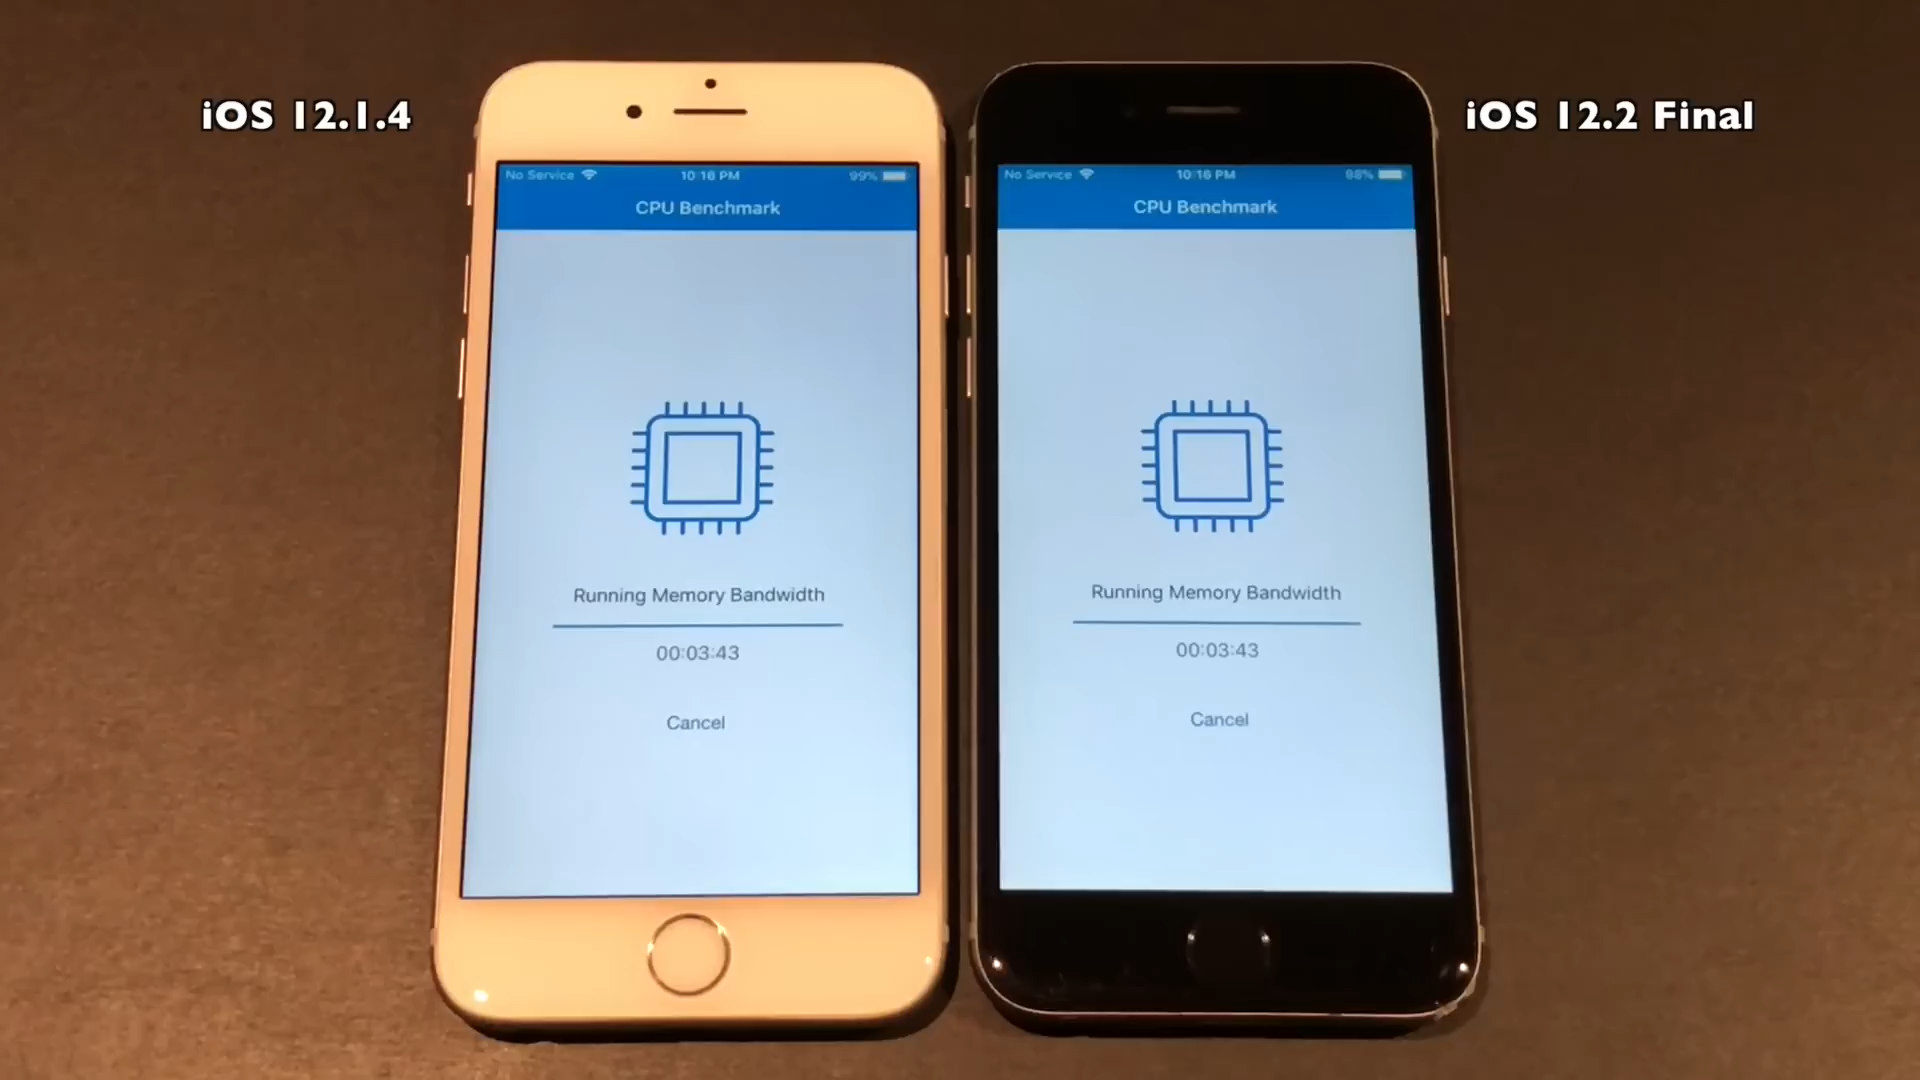 iOS 12.1.4
No Service 10:16 PM 99%
CPU Benchmark
Running Memory Bandwidth
00:03:43
Cancel
iOS 12.2 Final
No Service 10:16 PM 88%
CPU Benchmark
Running Memory Bandwidth
00:03:43
Cancel